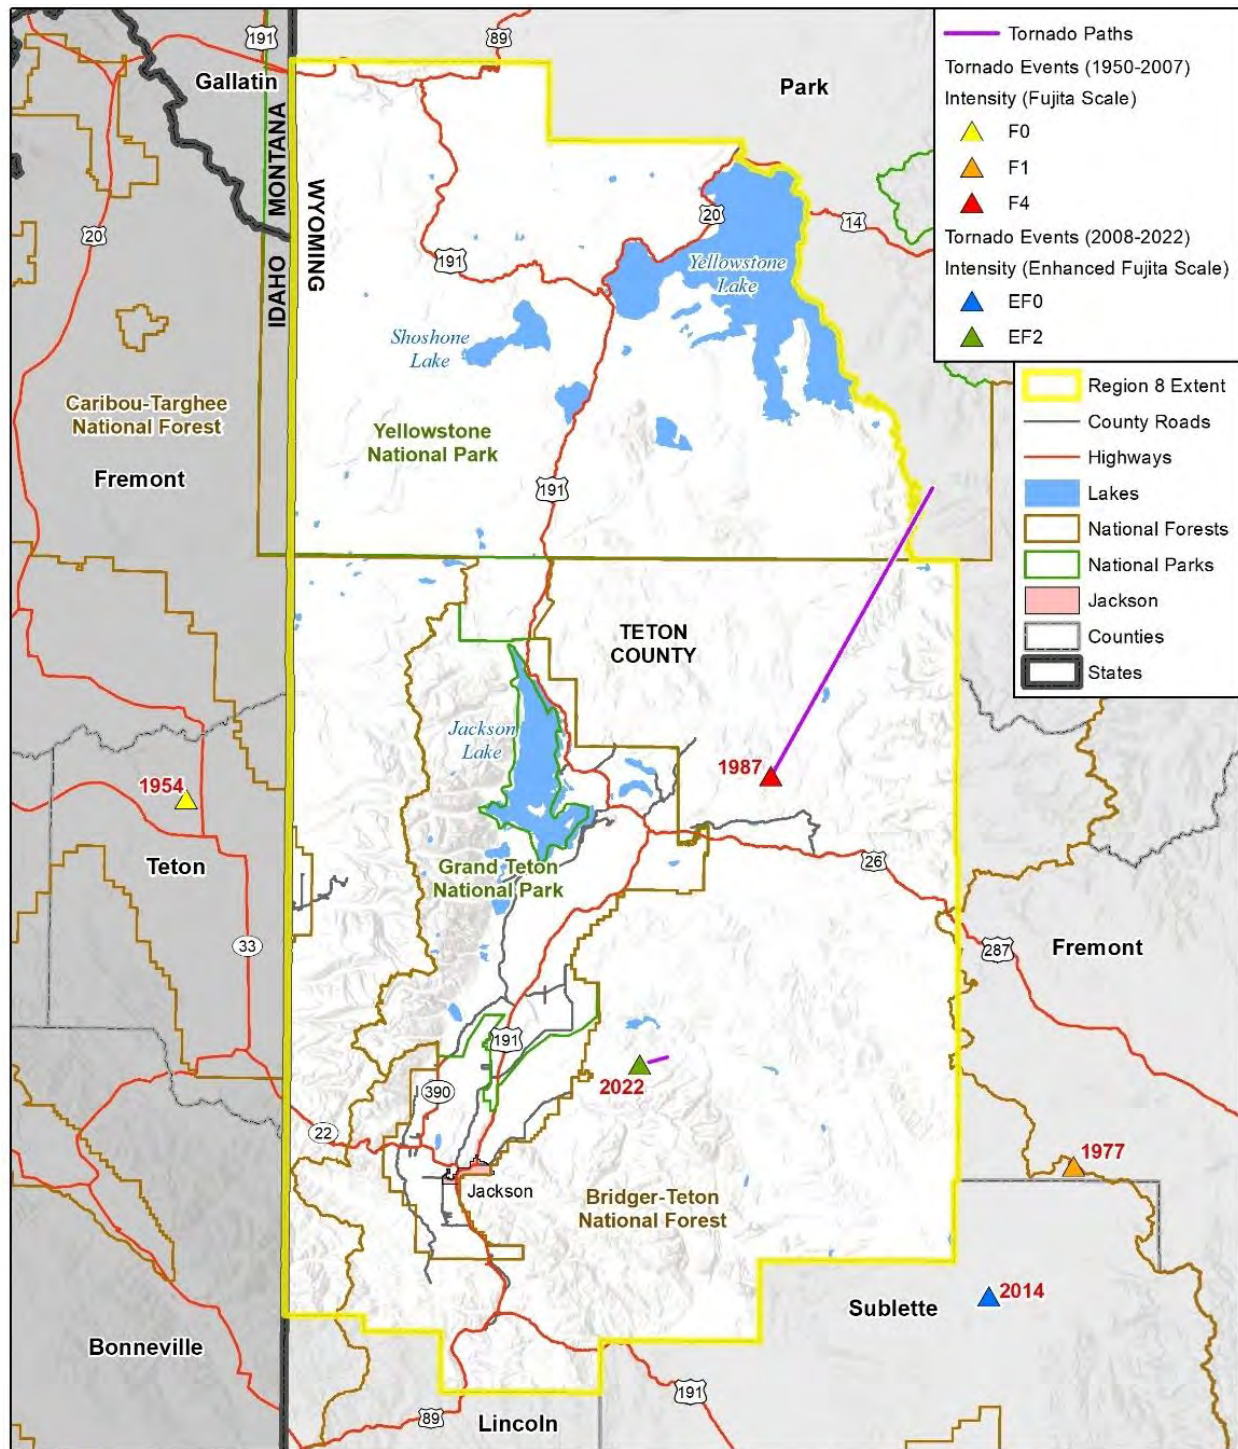 191
89
Gallatin
Park
MONTANA
IDAHO
WYOMING
20
20
14
191
Yellowstone
Lake
Shoshone
Lake
Caribou-Targhee
National Forest
Yellowstone
National Park
Fremont
191
TETON
COUNTY
Jackson
Lake
1987
1954
Teton
Grand Teton
National Park
26
33
287
Fremont
191
2022
390
22
1977
Jackson
Bridger-Teton
National Forest
2014
Sublette
Bonneville
191
89
Lincoln
Tornado Paths
Tornado Events (1950-2007)
Intensity (Fujita Scale)
F0
F1
F4
Tornado Events (2008-2022)
Intensity (Enhanced Fujita Scale)
EF0
EF2
Region 8 Extent
County Roads
Highways
Lakes
National Forests
National Parks
Jackson
Counties
States